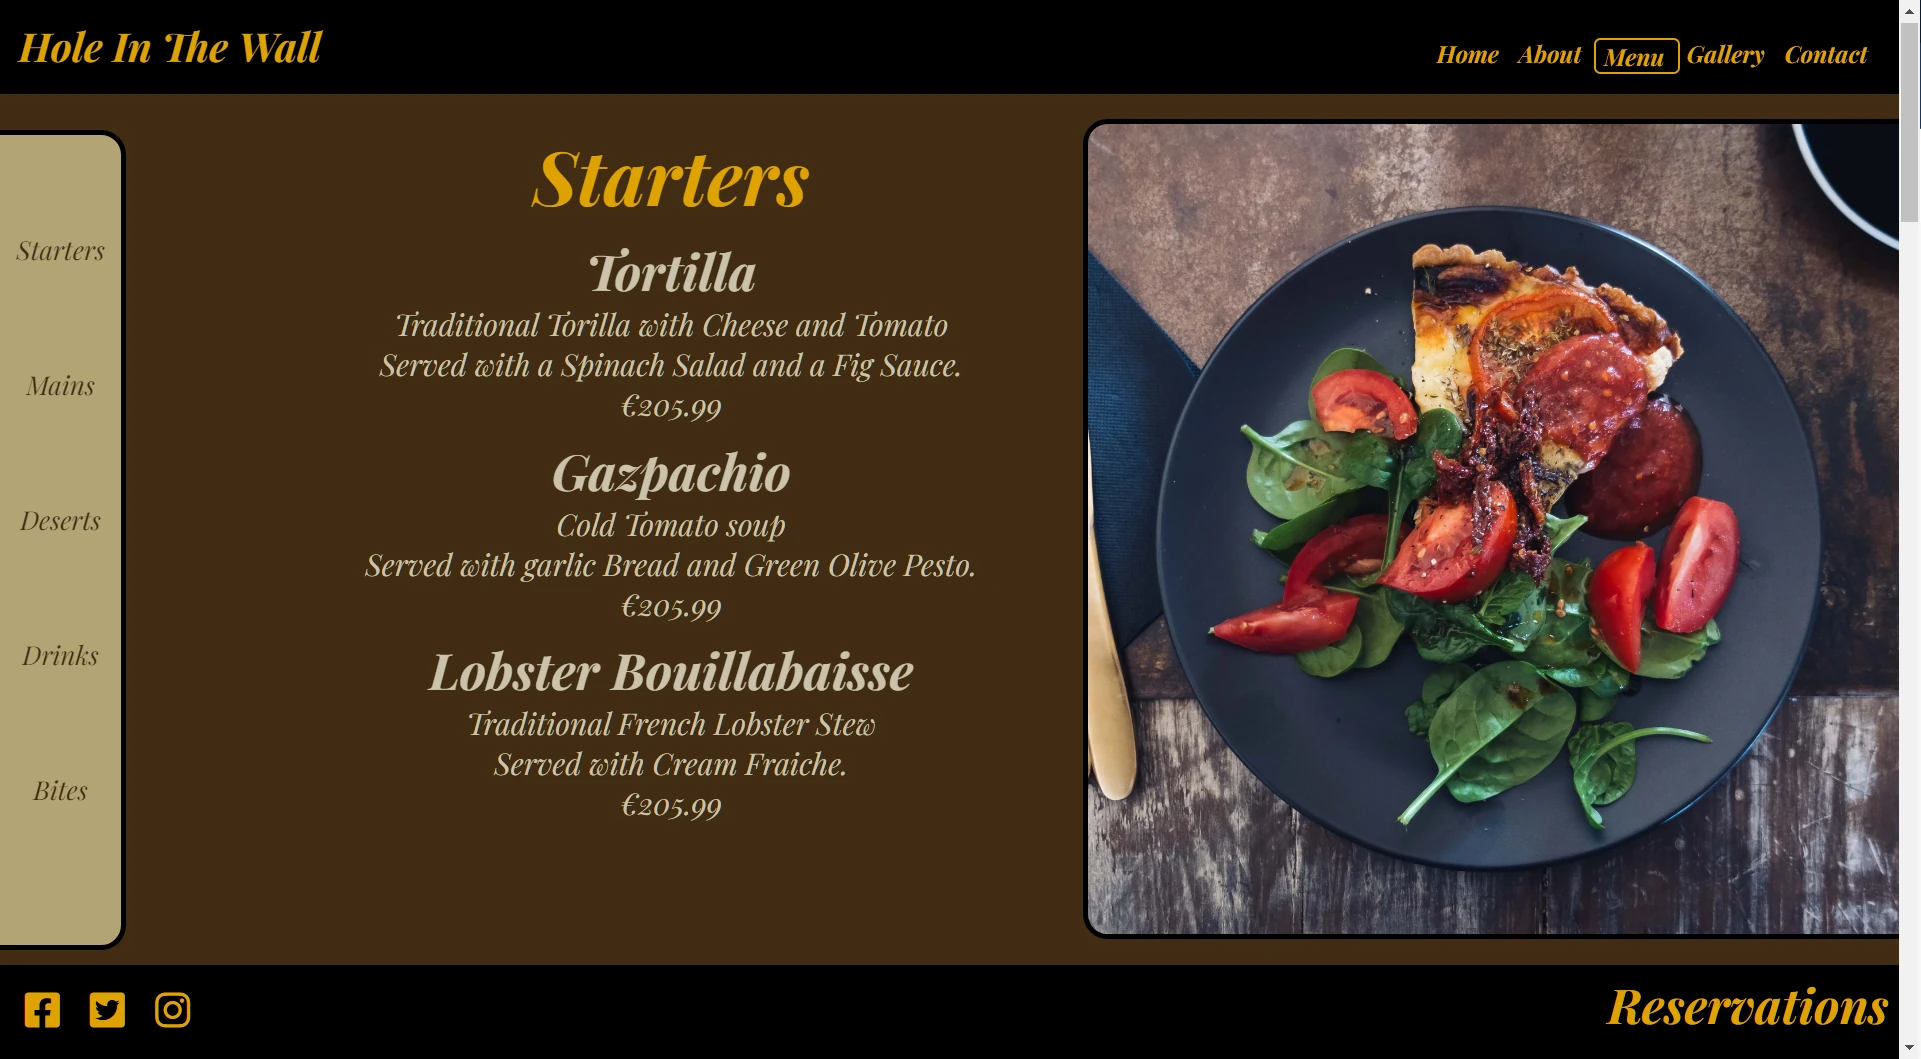 Hole In The Wall
Home About Menu Gallery Contact
Starters
Mains
Deserts
Drinks
Bites
Starters
Tortilla
Traditional Torilla with Cheese and Tomato
Served with a Spinach Salad and a Fig Sauce.
€205.99
Gazpachio
Cold Tomato soup
Served with garlic Bread and Green Olive Pesto.
€205.99
Lobster Bouillabaisse
Traditional French Lobster Stew
Served with Cream Fraiche.
€205.99
Reservations